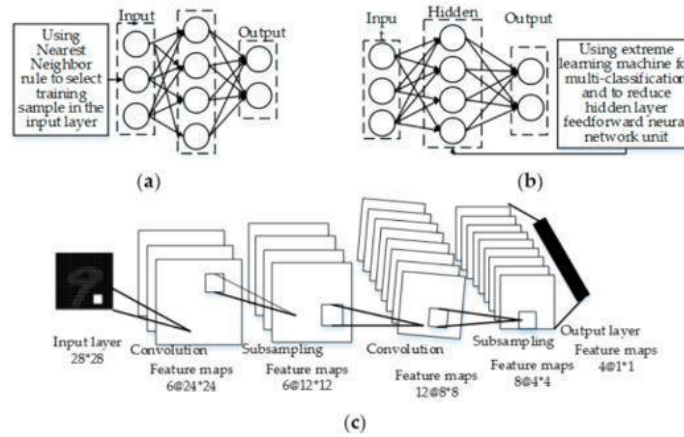 Input
Output
Using
Nearest
Neighbor
rule to select
training
sample in the
input layer
(a)
Inpu
Hidden
Output
Using extreme
learning machine fo
multi-classification
and to reduce
hidden layer
feedforward neural
network unit
(b)
Input layer
28*28
Convolution
Feature maps
6@24*24
Subsampling
Feature maps
6@12*12
Convolution
Feature maps
12@8*8
Subsampling
Feature maps
8@4*4
Output layer
Feature maps
4@1*1
(c)